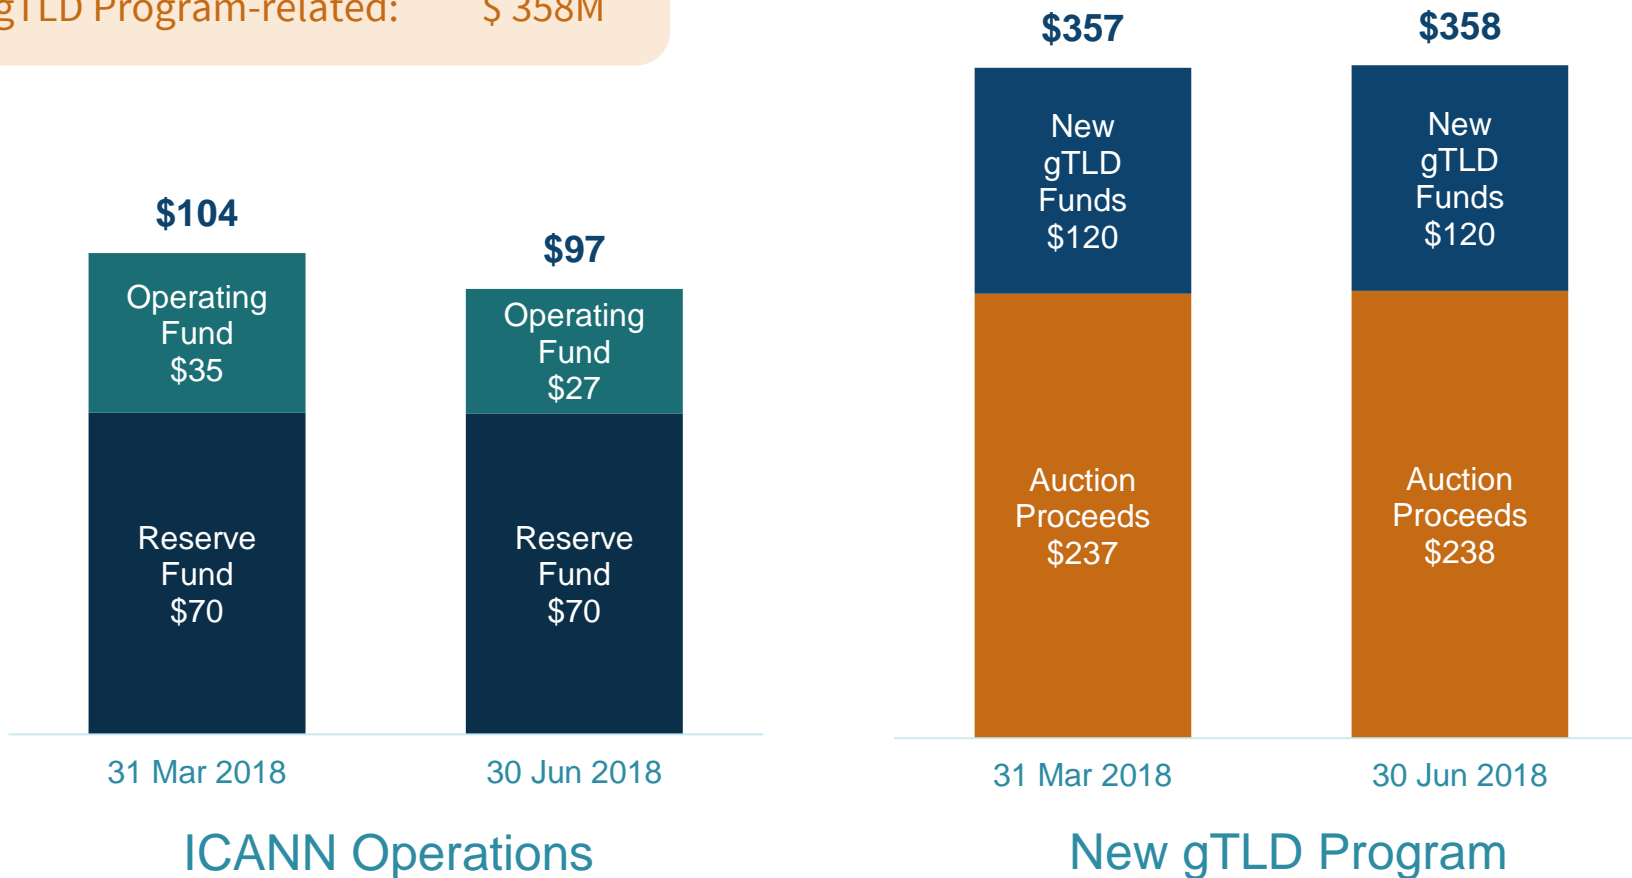 gTLD Program-related: $ 358M
$104
Operating
Fund
$35
Reserve
Fund
$70
31 Mar 2018
$97
Operating
Fund
$27
Reserve
Fund
$70
30 Jun 2018
ICANN Operations
$357
New
gTLD
Funds
$120
Auction
Proceeds
$237
31 Mar 2018
$358
New
gTLD
Funds
$120
Auction
Proceeds
$238
30 Jun 2018
New gTLD Program